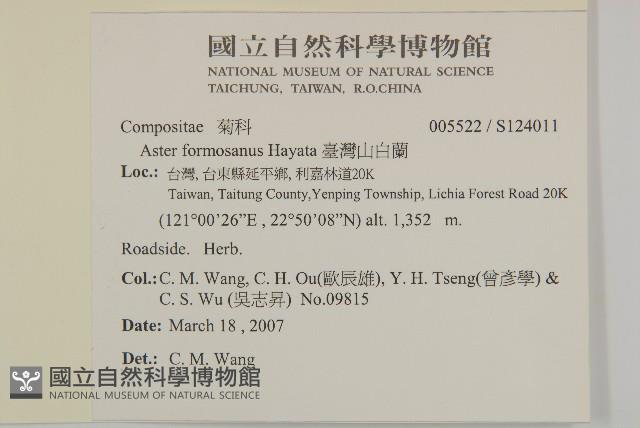 國立自然科學博物館
NATIONAL MUSEUM OF NATURAL SCIENCE
TAICHUNG, TAIWAN, R.O.CHINA
Compositae 菊科 005522 / S124011
Aster formosanus Hayata 臺灣山白蘭
Loc.: 台灣, 台東縣延平鄉, 利嘉林道20K
Taiwan, Taitung County,Yenping Township, Lichia Forest Road 20K
(121°00'26”E , 22°50'08”N) alt. 1,352 m.
Roadside. Herb.
Col.: C. M. Wang, C. H. Ou(歐辰雄), Y. H. Tseng(曾彥學) &
C. S. Wu (吳志昇) No.09815
Date: March 18 , 2007
Det.: C. M. Wang
國立自然科學博物館
NATIONAL MUSEUM OF NATURAL SCIENCE